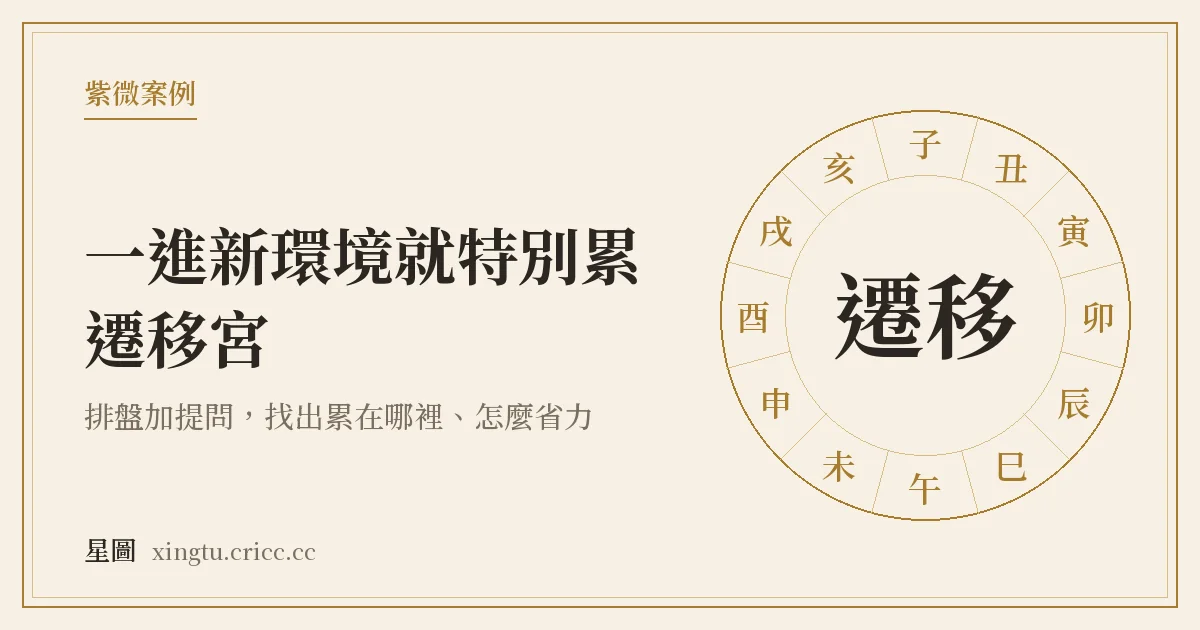 紫微案例
一進新環境就特別累
遷移宮
排盤加提問，找出累在哪裡、怎麼省力
星圖 xingtu.cricc.cc
遷移
子
丑
寅
卯
辰
巳
午
未
申
酉
戌
亥